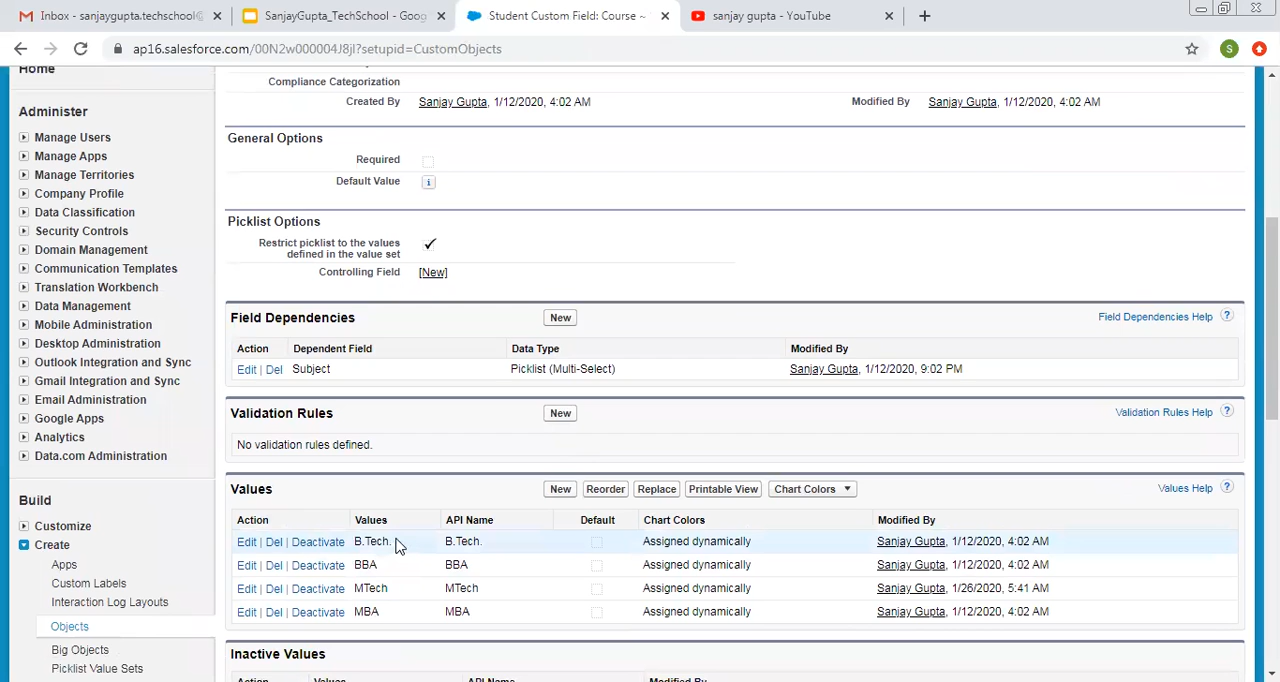 Inbox - sanjaygupta.techschool@
SanjayGupta_TechSchool - Goog
Student Custom Field: Course ~
sanjay gupta - YouTube
ap16.salesforce.com/00N2w000004J8jI?setupid=CustomObjects
S
Home
Administer
Manage Users
Manage Apps
Manage Territories
Company Profile
Data Classification
Security Controls
Domain Management
Communication Templates
Translation Workbench
Data Management
Mobile Administration
Desktop Administration
Outlook Integration and Sync
Gmail Integration and Sync
Email Administration
Google Apps
Analytics
Data.com Administration
Build
Customize
Create
Apps
Custom Labels
Interaction Log Layouts
Objects
Big Objects
Picklist Value Sets
Compliance Categorization
Created By Sanjay Gupta, 1/12/2020, 4:02 AM Modified By Sanjay Gupta, 1/12/2020, 4:02 AM
General Options
Required
Default Value i
Picklist Options
Restrict picklist to the values
defined in the value set
Controlling Field [New]
Field Dependencies New Field Dependencies Help ?
Action Dependent Field Data Type Modified By
Edit | Del Subject Picklist (Multi-Select) Sanjay Gupta, 1/12/2020, 9:02 PM
Validation Rules New Validation Rules Help ?
No validation rules defined.
Values New Reorder Replace Printable View Chart Colors Values Help ?
Action Values API Name Default Chart Colors Modified By
Edit | Del | Deactivate B.Tech. B.Tech. Assigned dynamically Sanjay Gupta, 1/12/2020, 4:02 AM
Edit | Del | Deactivate BBA BBA Assigned dynamically Sanjay Gupta, 1/12/2020, 4:02 AM
Edit | Del | Deactivate MTech MTech Assigned dynamically Sanjay Gupta, 1/26/2020, 5:41 AM
Edit | Del | Deactivate MBA MBA Assigned dynamically Sanjay Gupta, 1/12/2020, 4:02 AM
Inactive Values
Action Values API Name Modified By